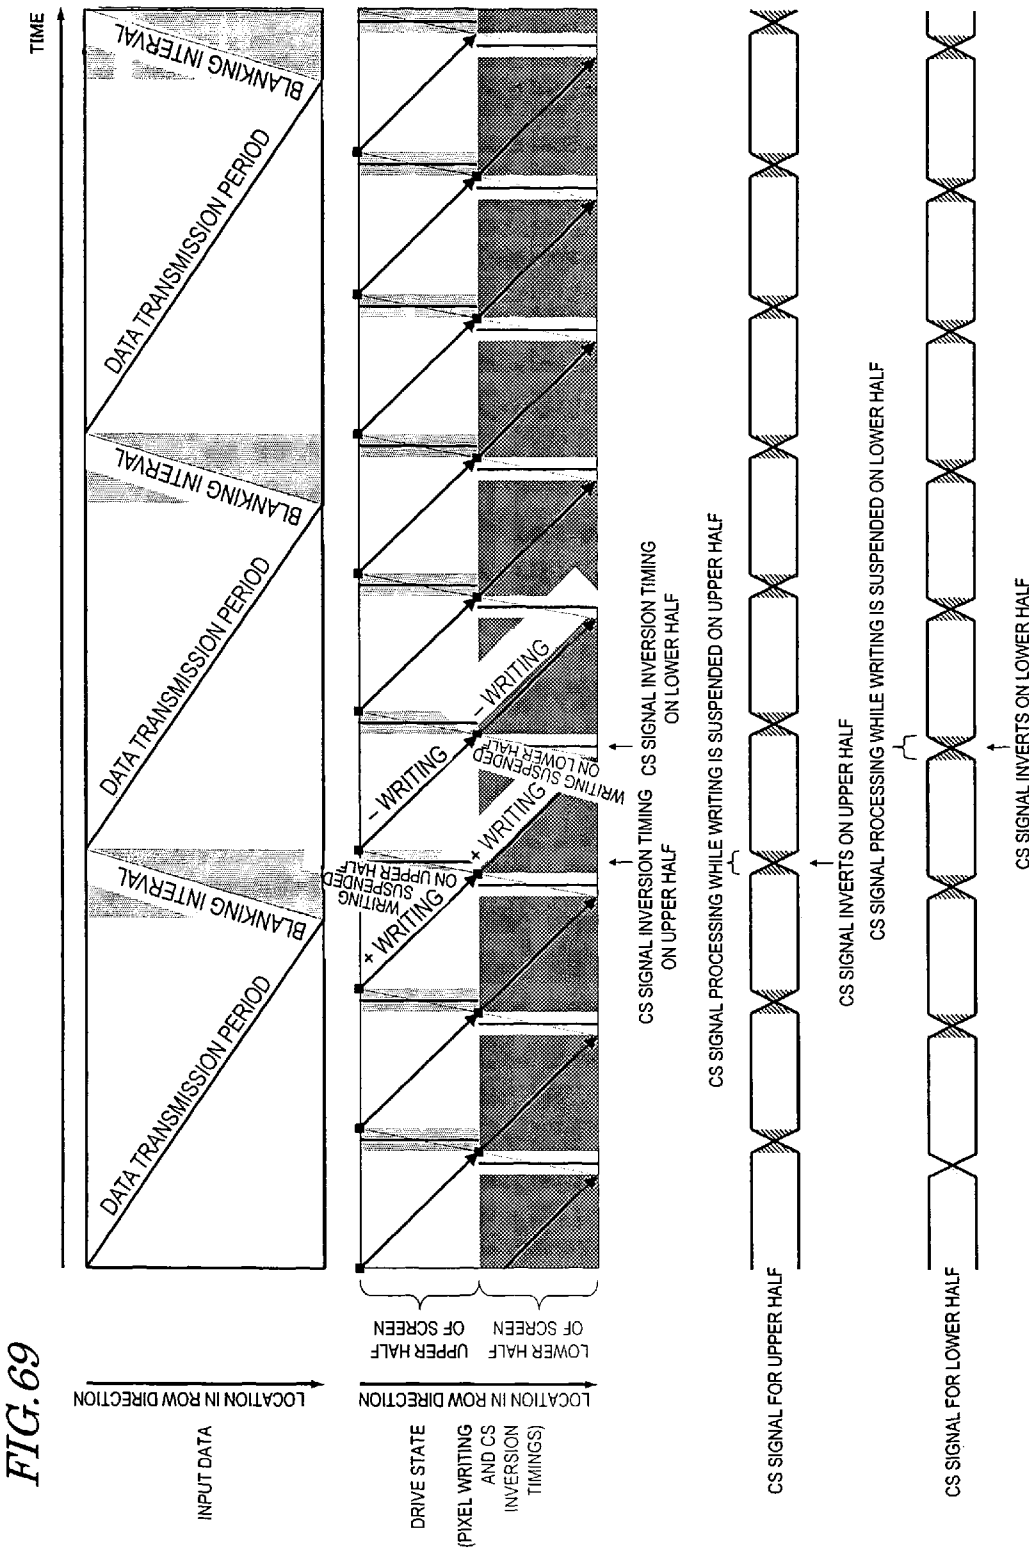 FIG.69
TIME
INPUT DATA
LOCATION IN ROW DIRECTION
DATA TRANSMISSION PERIOD
BLANKING INTERVAL
DATA TRANSMISSION PERIOD
BLANKING INTERVAL
DATA TRANSMISSION PERIOD
BLANKING INTERVAL
DRIVE STATE
(PIXEL WRITING
AND CS
INVERSION
TIMINGS)
LOCATION IN ROW DIRECTION
UPPER HALF
OF SCREEN
LOWER HALF
OF SCREEN
+ WRITING
WRITING
SUSPENDED
ON UPPER HALF
− WRITING
+ WRITING
WRITING SUSPENDED
ON LOWER HALF
− WRITING
CS SIGNAL INVERSION TIMING
ON UPPER HALF
CS SIGNAL INVERSION TIMING
ON LOWER HALF
CS SIGNAL PROCESSING WHILE WRITING IS SUSPENDED ON UPPER HALF
CS SIGNAL FOR UPPER HALF
CS SIGNAL INVERTS ON UPPER HALF
CS SIGNAL PROCESSING WHILE WRITING IS SUSPENDED ON LOWER HALF
CS SIGNAL FOR LOWER HALF
CS SIGNAL INVERTS ON LOWER HALF